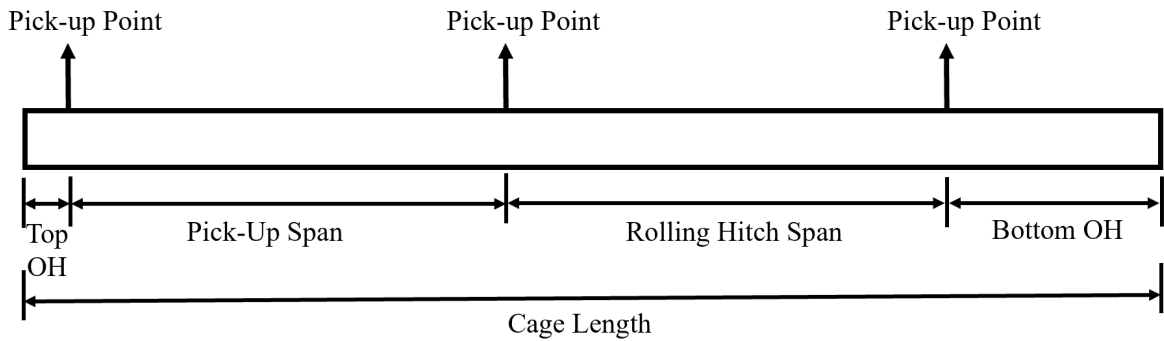 Pick-up Point
Pick-up Point
Pick-up Point
Top
OH
Pick-Up Span
Rolling Hitch Span
Bottom OH
Cage Length